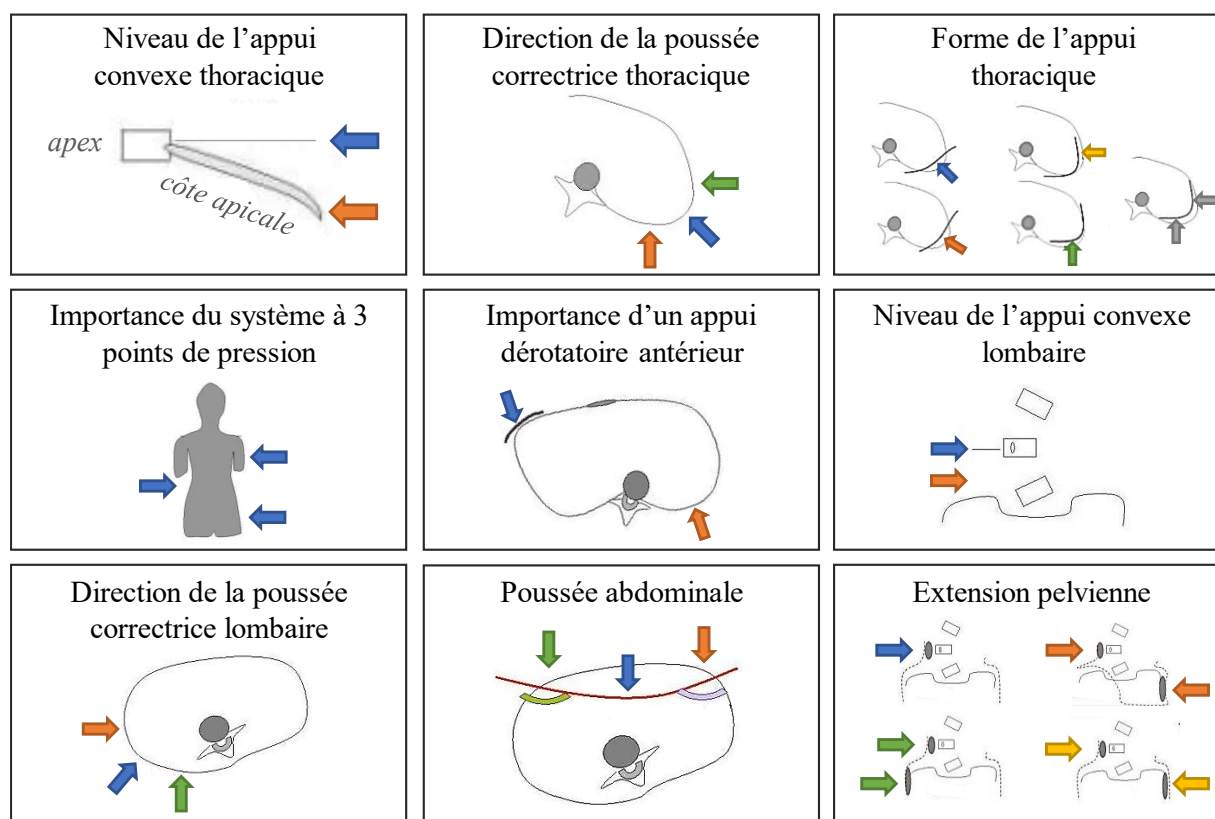 Niveau de l’appui
convexe thoracique
apex
côte apicale
Direction de la poussée
correctrice thoracique
Forme de l’appui
thoracique
Importance du système à 3
points de pression
Importance d’un appui
dérotatoire antérieur
Niveau de l’appui convexe
lombaire
Direction de la poussée
correctrice lombaire
Poussée abdominale
Extension pelvienne